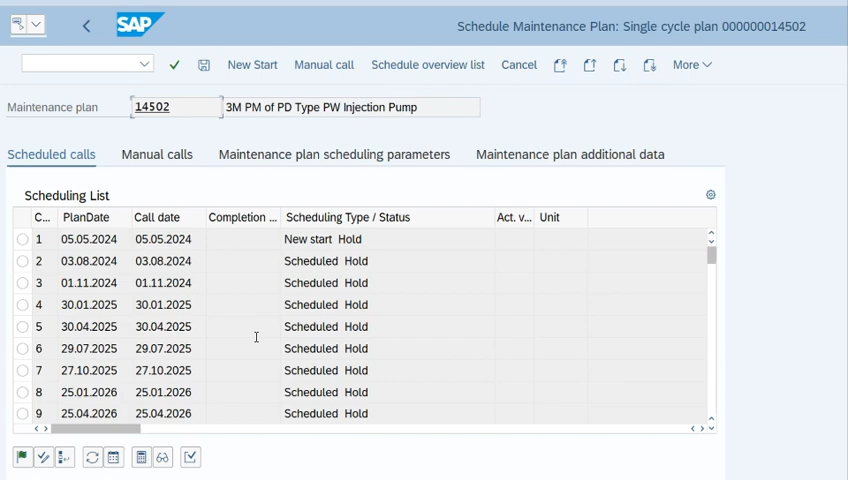 SAP
Schedule Maintenance Plan: Single cycle plan 000000014502
New Start Manual call Schedule overview list Cancel More
Maintenance plan 14502 3M PM of PD Type PW Injection Pump
Scheduled calls Manual calls Maintenance plan scheduling parameters Maintenance plan additional data
Scheduling List
C... PlanDate Call date Completion ... Scheduling Type / Status Act. v... Unit
1 05.05.2024 05.05.2024 New start Hold
2 03.08.2024 03.08.2024 Scheduled Hold
3 01.11.2024 01.11.2024 Scheduled Hold
4 30.01.2025 30.01.2025 Scheduled Hold
5 30.04.2025 30.04.2025 Scheduled Hold
6 29.07.2025 29.07.2025 Scheduled Hold
7 27.10.2025 27.10.2025 Scheduled Hold
8 25.01.2026 25.01.2026 Scheduled Hold
9 25.04.2026 25.04.2026 Scheduled Hold